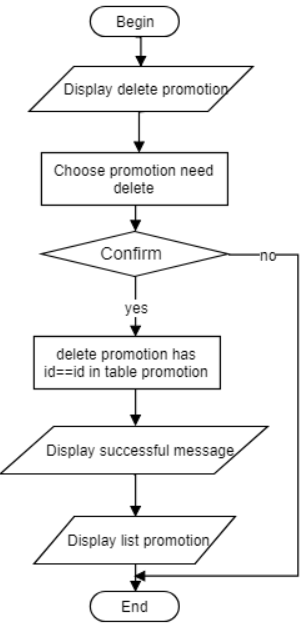 Begin
Display delete promotion
Choose promotion need
delete
Confirm
no
yes
delete promotion has
id==id in table promotion
Display successful message
Display list promotion
End